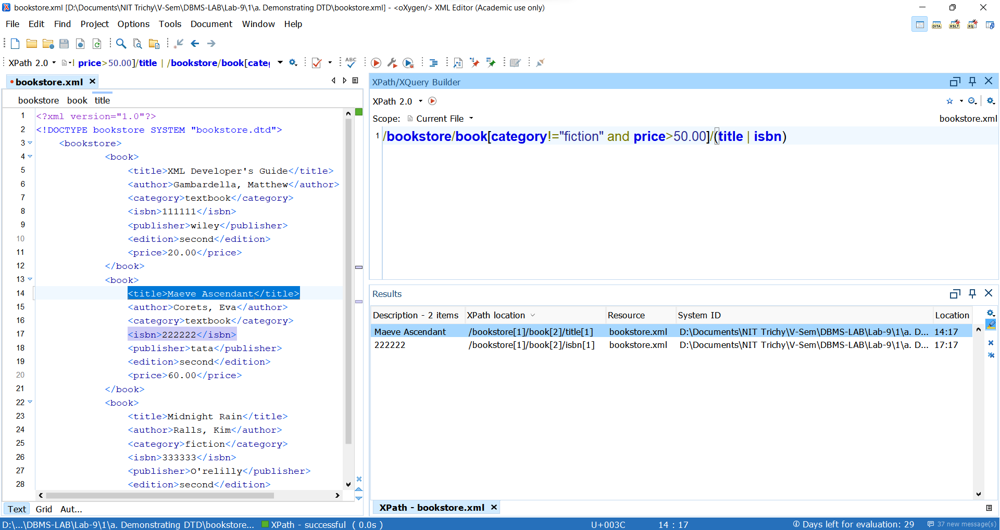 bookstore.xml [D:\Documents\NIT Trichy\V-Sem\DBMS-LAB\Lab-9\1\a. Demonstrating DTD\bookstore.xml] - <oXygen/> XML Editor (Academic use only)
File Edit Find Project Options Tools Document Window Help
DITA XSLT XQ
XPath 2.0 price>50.00]/title | /bookstore/book[cate ABC
bookstore.xml
bookstore book title
1 <?xml version="1.0"?>
2 <!DOCTYPE bookstore SYSTEM "bookstore.dtd">
3 <bookstore>
4 <book>
5 <title>XML Developer's Guide</title>
6 <author>Gambardella, Matthew</author>
7 <category>textbook</category>
8 <isbn>111111</isbn>
9 <publisher>wiley</publisher>
10 <edition>second</edition>
11 <price>20.00</price>
12 </book>
13 <book>
14 <title>Maeve Ascendant</title>
15 <author>Corets, Eva</author>
16 <category>textbook</category>
17 <isbn>222222</isbn>
18 <publisher>tata</publisher>
19 <edition>second</edition>
20 <price>60.00</price>
21 </book>
22 <book>
23 <title>Midnight Rain</title>
24 <author>Ralls, Kim</author>
25 <category>fiction</category>
26 <isbn>333333</isbn>
27 <publisher>O'relilly</publisher>
28 <edition>second</edition>
Text Grid Aut...
XPath/XQuery Builder
XPath 2.0
Scope: Current File bookstore.xml
1 /bookstore/book[category!="fiction" and price>50.00]/(title | isbn)
Results
Description - 2 items XPath location Resource System ID Location
Maeve Ascendant /bookstore[1]/book[2]/title[1] bookstore.xml D:\Documents\NIT Trichy\V-Sem\DBMS-LAB\Lab-9\1\a. D... 14:17
222222 /bookstore[1]/book[2]/isbn[1] bookstore.xml D:\Documents\NIT Trichy\V-Sem\DBMS-LAB\Lab-9\1\a. D... 17:17
XPath - bookstore.xml
D:\...\DBMS-LAB\Lab-9\1\a. Demonstrating DTD\bookstore... XPath - successful ( 0.0s ) U+003C 14 : 17 Days left for evaluation: 29 37 new message(s)